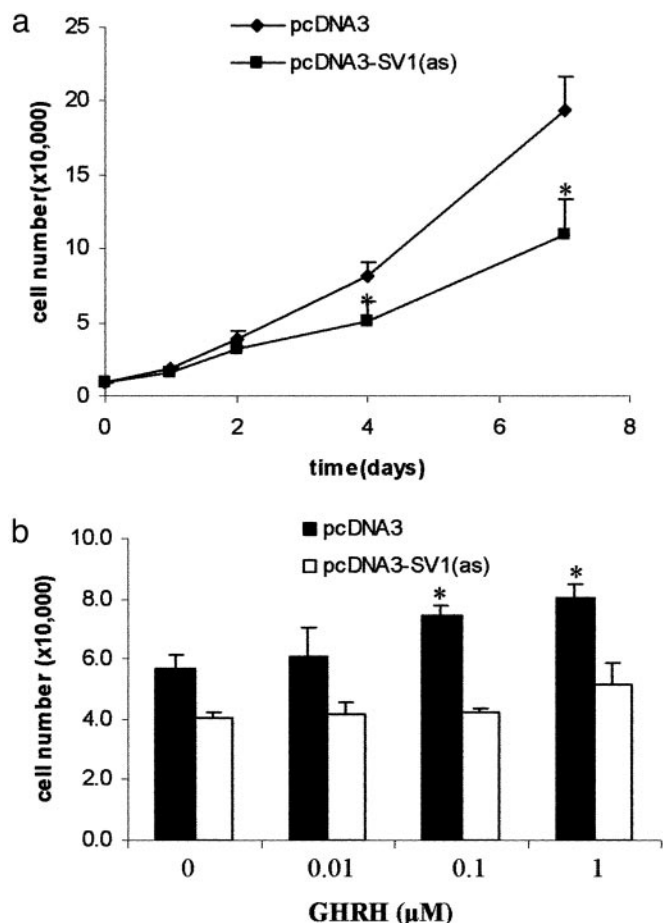 a
pcDNA3
pcDNA3-SV1(as)
25
20
15
10
5
0
cell number(x10,000)
*
*
0 2 4 6 8
time(days)
b
pcDNA3
pcDNA3-SV1(as)
10.0
8.0
6.0
4.0
2.0
0.0
cell number (x10,000)
* *
0 0.01 0.1 1
GHRH (µM)